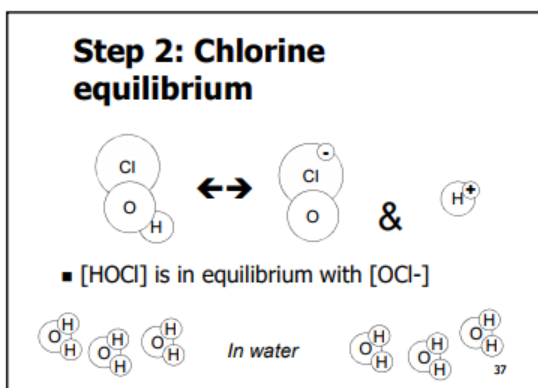 Step 2: Chlorine
equilibrium
Cl
O
H
-
Cl
O
&
H
+
[HOCl] is in equilibrium with [OCl-]
H
O
H
H
O
H
H
O
H
In water
H
O
H
H
O
H
H
O
H
37